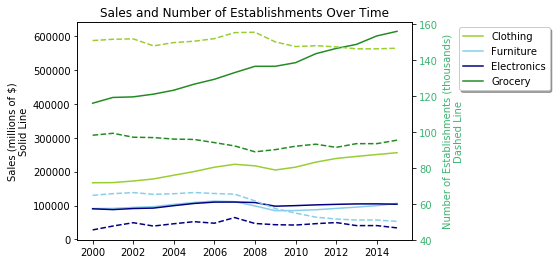 Sales and Number of Establishments Over Time
Sales (millions of $)
Solid Line
600000
500000
400000
300000
200000
100000
0
2000
2002
2004
2006
2008
2010
2012
2014
160
140
120
100
80
60
40
Number of Establishments (thousands)
Dashed Line
Clothing
Furniture
Electronics
Grocery